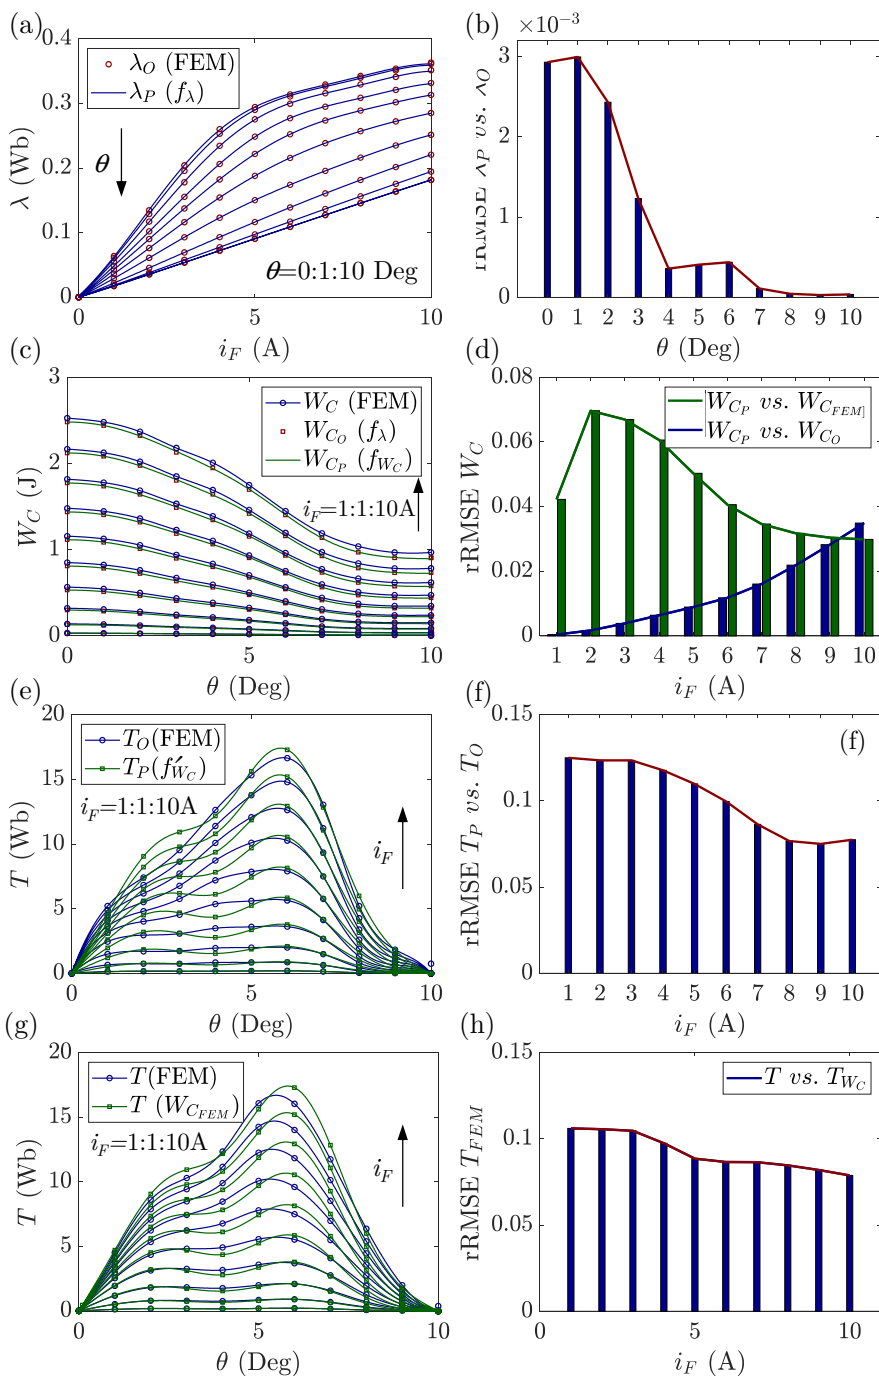 (a)
λ_O (FEM)
λ_P (f_λ)
θ
θ=0:1:10 Deg
λ (Wb)
0 0.1 0.2 0.3 0.4
0 5 10
i_F (A)
(b)
×10⁻³
rRMSE λ_P vs. λ_O
0 1 2 3
0 1 2 3 4 5 6 7 8 9 10
θ (Deg)
(c)
W_C (FEM)
W_{C_O} (f_λ)
W_{C_P} (f_{W_C})
i_F=1:1:10A
W_C (J)
0 1 2 3
0 5 10
θ (Deg)
(d)
W_{C_P} vs. W_{C_{FEM]}}
W_{C_P} vs. W_{C_O}
rRMSE W_C
0 0.02 0.04 0.06 0.08
1 2 3 4 5 6 7 8 9 10
i_F (A)
(e)
T_O(FEM)
T_P(f′_{W_C})
i_F=1:1:10A
i_F
T (Wb)
0 5 10 15 20
0 5 10
θ (Deg)
(f)
(f)
rRMSE T_P vs. T_O
0 0.05 0.1 0.15
1 2 3 4 5 6 7 8 9 10
i_F (A)
(g)
T(FEM)
T (W_{C_{FEM}})
i_F=1:1:10A
i_F
T (Wb)
0 5 10 15 20
0 5 10
θ (Deg)
(h)
T vs. T_{W_C}
rRMSE T_{FEM}
0 0.05 0.1 0.15
0 5 10
i_F (A)